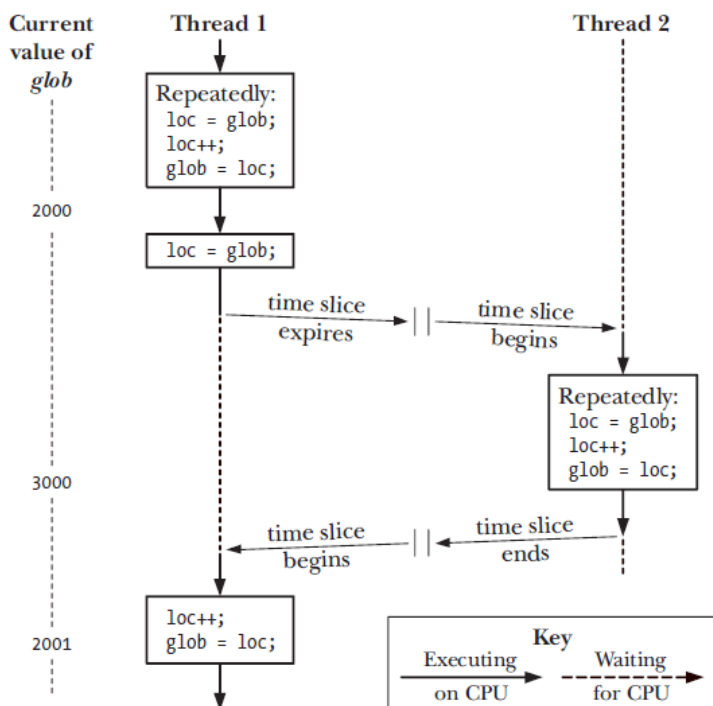 Current value of glob
Thread 1
Thread 2
Repeatedly:
loc = glob;
loc++;
glob = loc;
2000
loc = glob;
time slice expires
time slice begins
Repeatedly:
loc = glob;
loc++;
glob = loc;
3000
time slice begins
time slice ends
loc++;
glob = loc;
2001
Key
Executing on CPU
Waiting for CPU